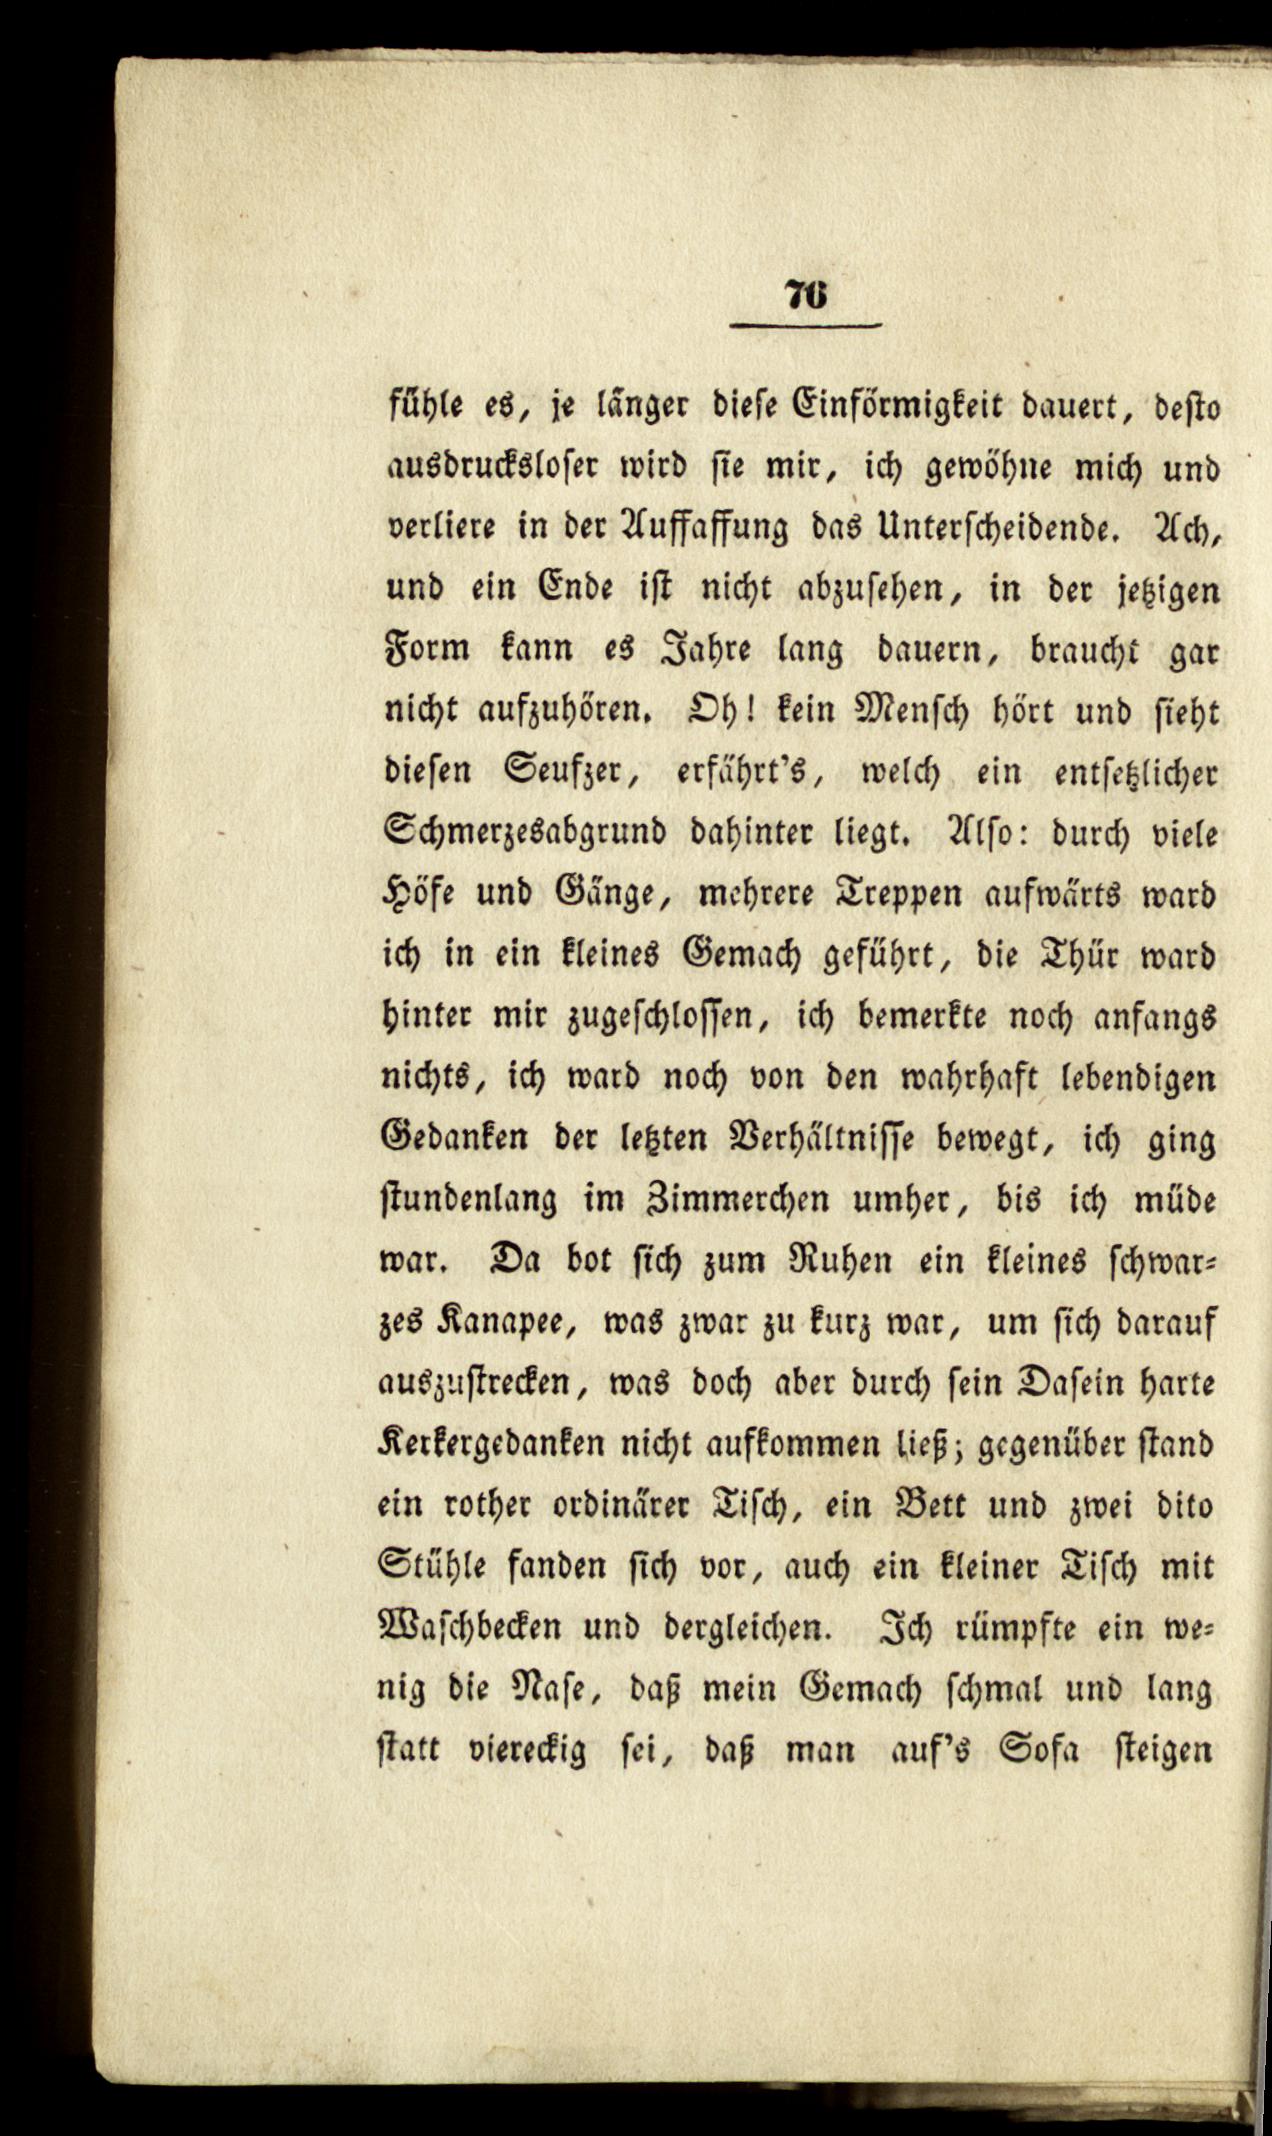 76
fühle es, je länger diese Einförmigkeit dauert, desto
ausdrucksloser wird sie mir, ich gewöhne mich und
verliere in der Auffassung das Unterscheidende. Ach,
und ein Ende ist nicht abzusehen, in der jetzigen
Form kann es Jahre lang dauern, braucht gar
nicht aufzuhören. Oh! kein Mensch hört und sieht
diesen Seufzer, erfährt's, welch ein entsetzlicher
Schmerzesabgrund dahinter liegt. Also: durch viele
Höfe und Gänge, mehrere Treppen aufwärts ward
ich in ein kleines Gemach geführt, die Thür ward
hinter mir zugeschlossen, ich bemerkte noch anfangs
nichts, ich ward noch von den wahrhaft lebendigen
Gedanken der letzten Verhältnisse bewegt, ich ging
stundenlang im Zimmerchen umher, bis ich müde
war. Da bot sich zum Ruhen ein kleines schwar-
zes Kanapee, was zwar zu kurz war, um sich darauf
auszustrecken, was doch aber durch sein Dasein harte
Kerkergedanken nicht aufkommen ließ; gegenüber stand
ein rother ordinärer Tisch, ein Bett und zwei dito
Stühle fanden sich vor, auch ein kleiner Tisch mit
Waschbecken und dergleichen. Ich rümpfte ein we-
nig die Nase, daß mein Gemach schmal und lang
statt viereckig sei, daß man auf's Sofa steigen